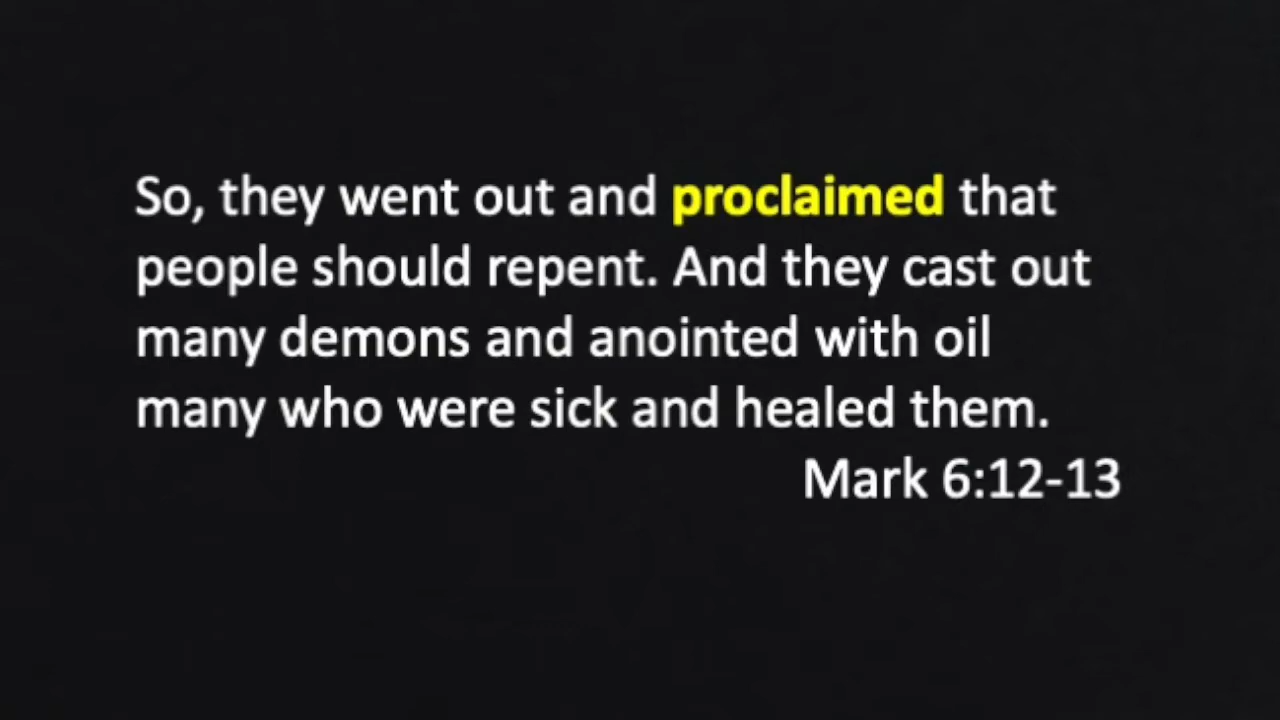 So, they went out and proclaimed that
people should repent. And they cast out
many demons and anointed with oil
many who were sick and healed them.
Mark 6:12-13